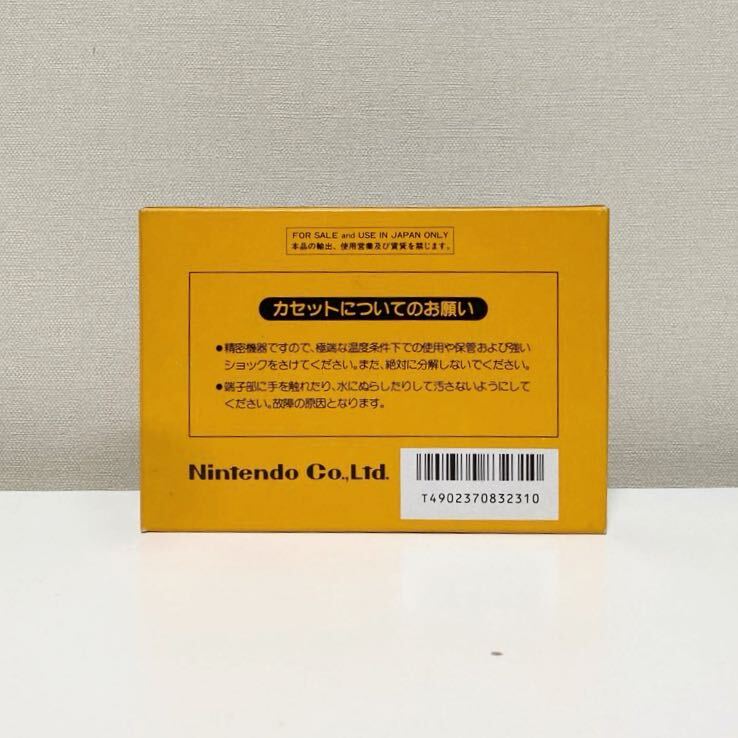 FOR SALE and USE IN JAPAN ONLY
本品の輸出、使用営業及び賃貸を禁じます。
カセットについてのお願い
●精密機器ですので、極端な温度条件下での使用や保管および強い
ショックをさけてください。また、絶対に分解しないでください。
●端子部に手を触れたり、水にぬらしたりして汚さないようにして
ください。故障の原因となります。
Nintendo Co.,Ltd.
T4902370832310